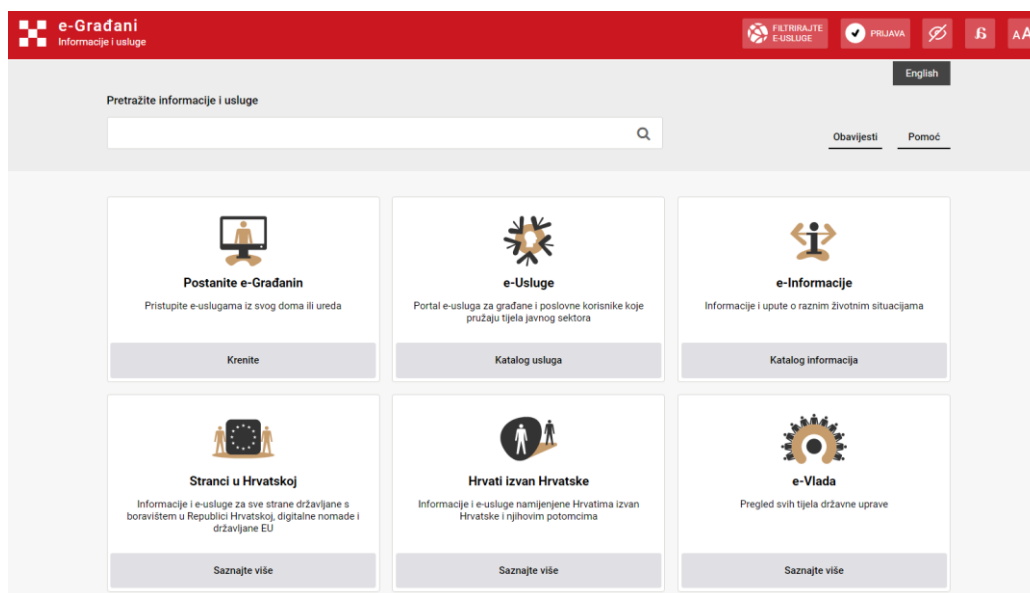 e-Građani
Informacije i usluge
FILTRIRAJTE
E-USLUGE
PRIJAVA
AA
English
Pretražite informacije i usluge
Obavijesti
Pomoć
Postanite e-Građanin
Pristupite e-uslugama iz svog doma ili ureda
Krenite
e-Usluge
Portal e-usluga za građane i poslovne korisnike koje
pružaju tijela javnog sektora
Katalog usluga
e-Informacije
Informacije i upute o raznim životnim situacijama
Katalog informacija
Stranci u Hrvatskoj
Informacije i e-usluge za sve strane državljane s
boravištem u Republici Hrvatskoj, digitalne nomade i
državljane EU
Saznajte više
Hrvati izvan Hrvatske
Informacije i e-usluge namijenjene Hrvatima izvan
Hrvatske i njihovim potomcima
Saznajte više
e-Vlada
Pregled svih tijela državne uprave
Saznajte više